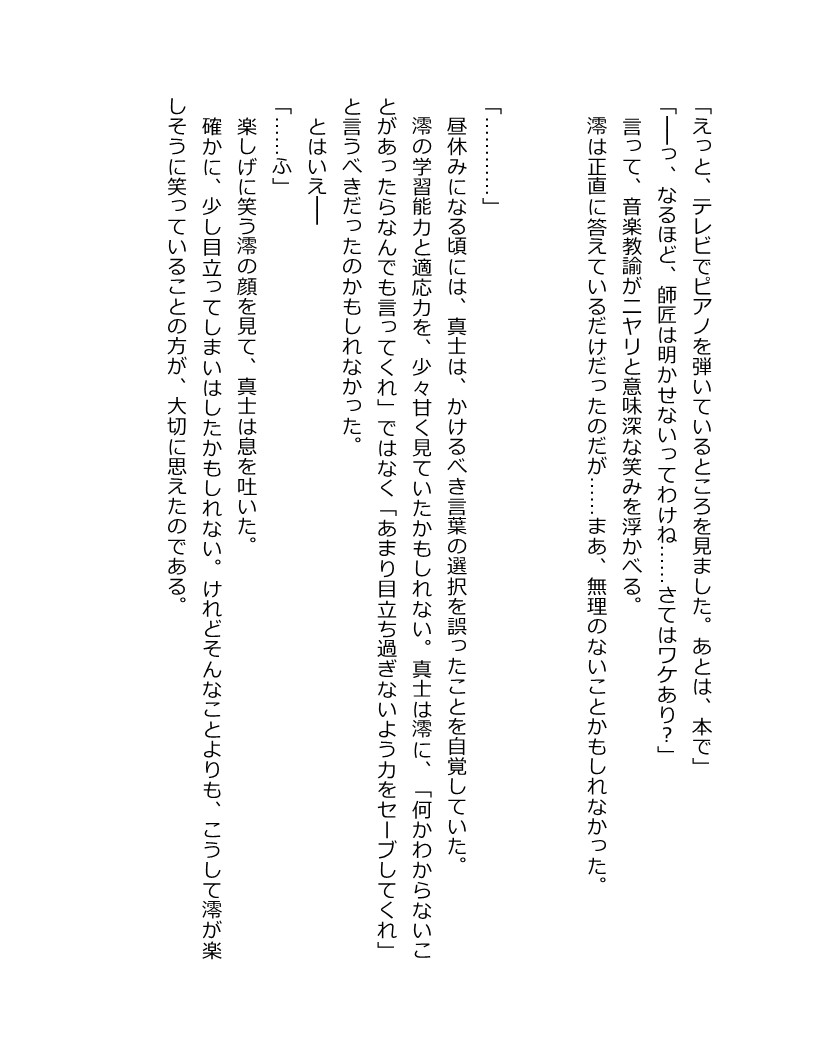 「えっと、テレビでピアノを弾いているところを見ました。あとは、本で」
「――っ、なるほど、師匠は明かせないってわけね……さてはワケあり？」
　言って、音楽教諭がニヤリと意味深な笑みを浮かべる。
　澪は正直に答えているだけだったのだが……まあ、無理のないことかもしれなかった。
「…………」
　昼休みになる頃には、真士は、かけるべき言葉の選択を誤ったことを自覚していた。
　澪の学習能力と適応力を、少々甘く見ていたかもしれない。真士は澪に、「何かわからないこ
とがあったらなんでも言ってくれ」ではなく「あまり目立ち過ぎないよう力をセーブしてくれ」
と言うべきだったのかもしれなかった。
　とはいえ――
「……ふ」
　楽しげに笑う澪の顔を見て、真士は息を吐いた。
　確かに、少し目立ってしまいはしたかもしれない。けれどそんなことよりも、こうして澪が楽
しそうに笑っていることの方が、大切に思えたのである。